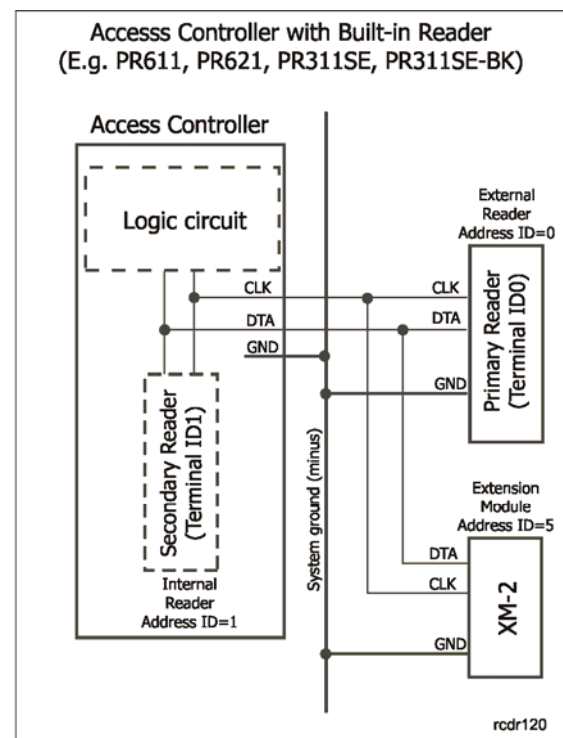 Accesss Controller with Built-in Reader
(E.g. PR611, PR621, PR311SE, PR311SE-BK)
Access Controller
Logic circuit
External
Reader
Address ID=0
CLK
CLK
DTA
DTA
GND
GND
Primary Reader
(Terminal ID0)
Secondary Reader
(Terminal ID1)
System ground (minus)
Internal
Reader
Address ID=1
Extension
Module
Address ID=5
DTA
CLK
GND
XM-2
rcdr120